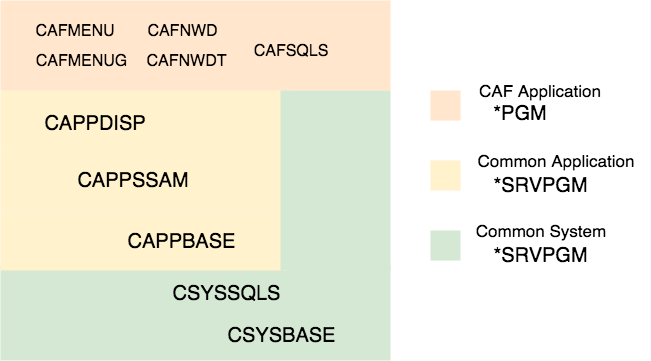 CAFMENU CAFNWD
CAFMENUG CAFNWDT
CAFSQLS
CAPPDISP
CAPPSSAM
CAPPBASE
CSYSSQLS
CSYSBASE
CAF Application
*PGM
Common Application
*SRVPGM
Common System
*SRVPGM